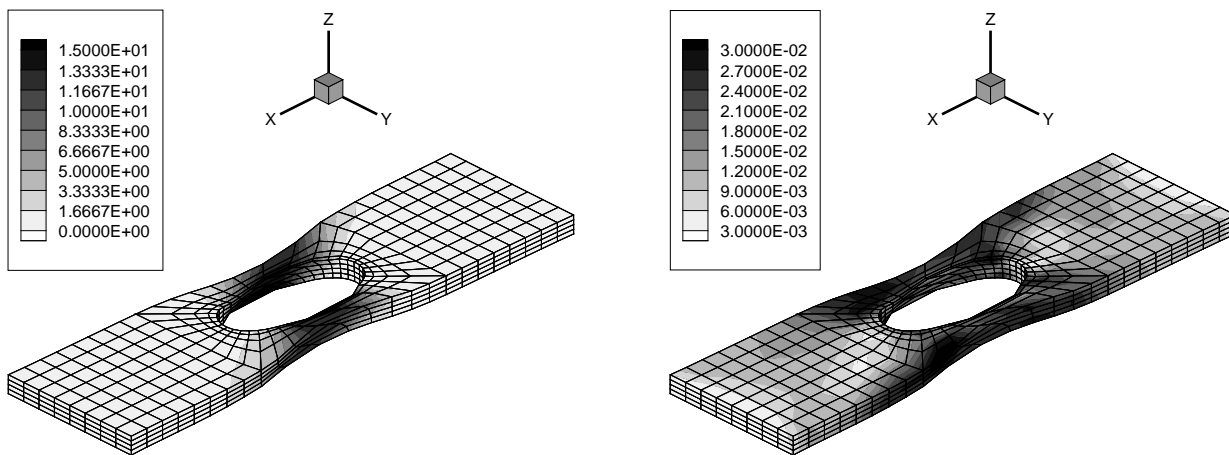 Z
X
Y
1.5000E+01
1.3333E+01
1.1667E+01
1.0000E+01
8.3333E+00
6.6667E+00
5.0000E+00
3.3333E+00
1.6667E+00
0.0000E+00
Z
X
Y
3.0000E-02
2.7000E-02
2.4000E-02
2.1000E-02
1.8000E-02
1.5000E-02
1.2000E-02
9.0000E-03
6.0000E-03
3.0000E-03